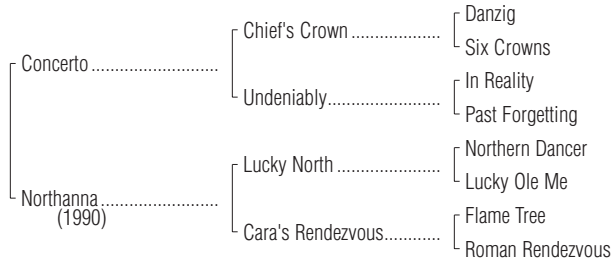 Danzig
Chief's Crown
Six Crowns
Concerto
In Reality
Undeniably
Past Forgetting
Northern Dancer
Lucky North
Lucky Ole Me
Northanna
(1990)
Flame Tree
Cara's Rendezvous
Roman Rendezvous